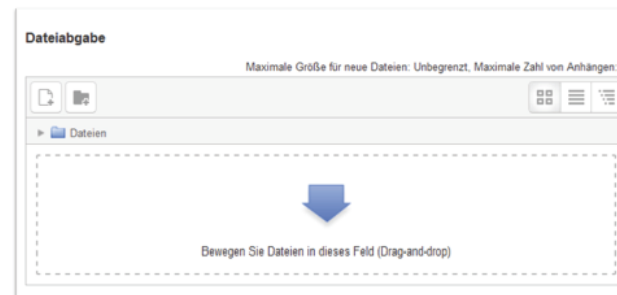 Dateiabgabe
Maximale Größe für neue Dateien: Unbegrenzt, Maximale Zahl von Anhängen:
Dateien
Bewegen Sie Dateien in dieses Feld (Drag-and-drop)